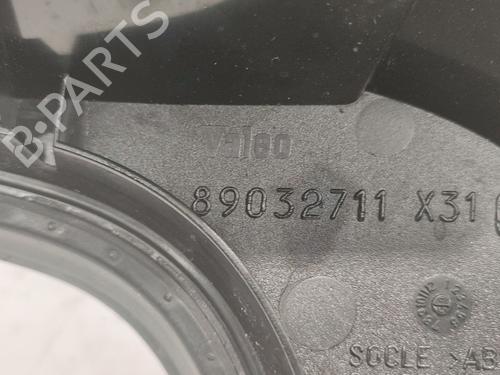 B-PARTS
Valeo
89032711 X31
SOCLE >AB